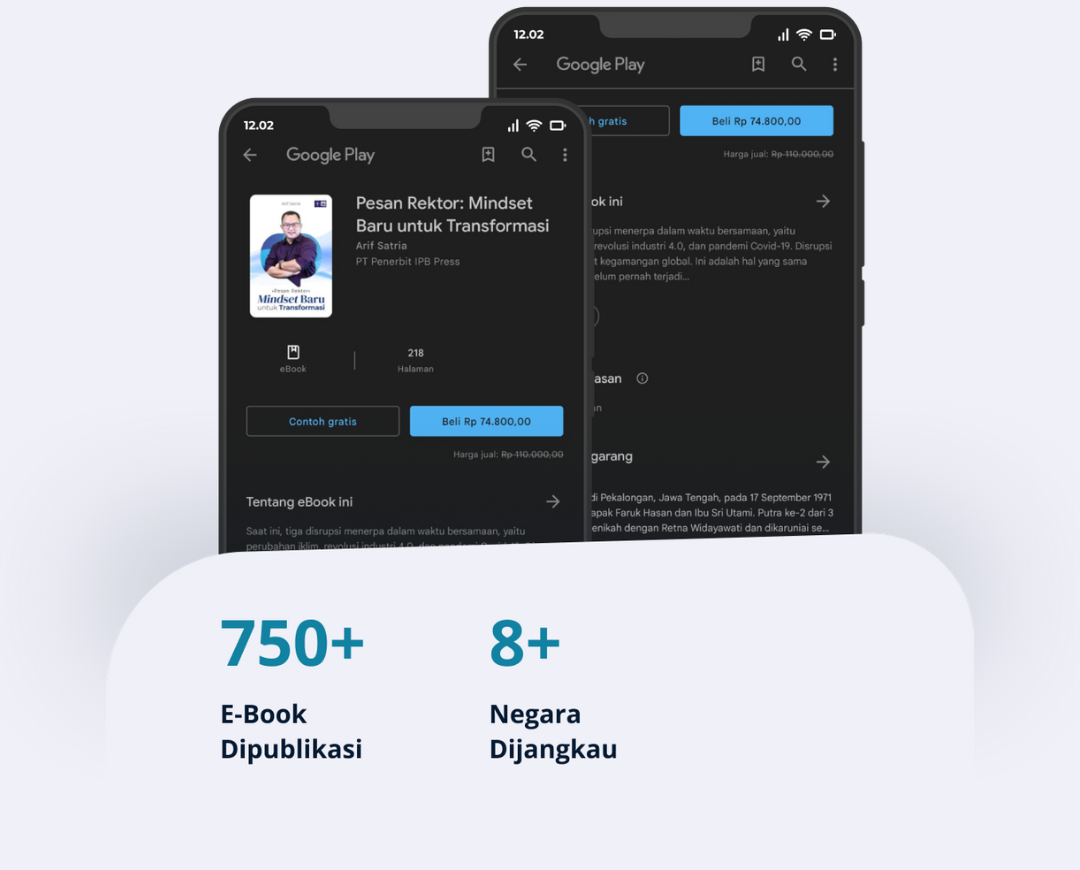 12.02
Google Play
h gratis
Beli Rp 74.800,00
Harga jual: Rp 110.000,00
ok ini
upsi menerpa dalam waktu bersamaan, yaitu
revolusi industri 4.0, dan pandemi Covid-19. Disrupsi
t kegamangan global. Ini adalah hal yang sama
elum pernah terjadi...
asan
an
garang
di Pekalongan, Jawa Tengah, pada 17 September 1971
apak Faruk Hasan dan Ibu Sri Utami. Putra ke-2 dari 3
enikah dengan Retna Widayawati dan dikaruniai se...
12.02
Google Play
Arif Satria
Pesan Rektor
Mindset Baru
untuk Transformasi
Pesan Rektor: Mindset
Baru untuk Transformasi
Arif Satria
PT Penerbit IPB Press
eBook
218
Halaman
Contoh gratis
Beli Rp 74.800,00
Harga jual: Rp 110.000,00
Tentang eBook ini
Saat ini, tiga disrupsi menerpa dalam waktu bersamaan, yaitu
perubahan iklim, revolusi industri 4.0, dan pandemi Covid-19.
750+
E-Book
Dipublikasi
8+
Negara
Dijangkau